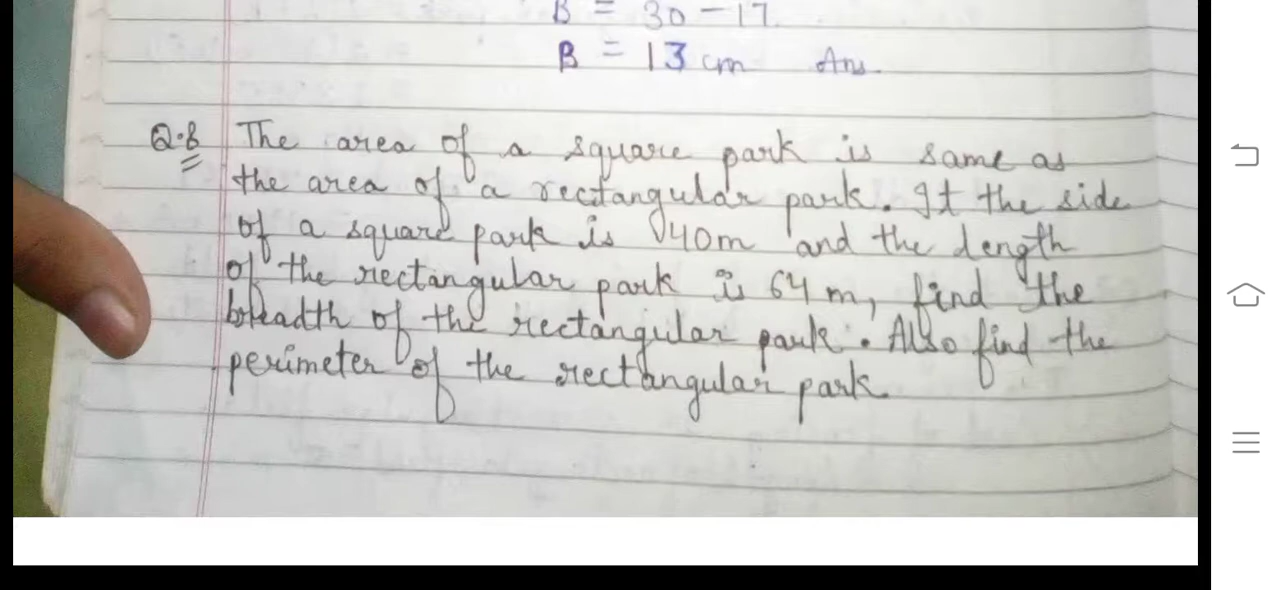 B = 30 - 17
B = 13 cm Ans.
Q.8 The area of a square park is same as
the area of a rectangular park. It the side
of a square park is 40m and the length
of the rectangular park is 64 m, find the
breadth of the rectangular park. Also find the
perimeter of the rectangular park